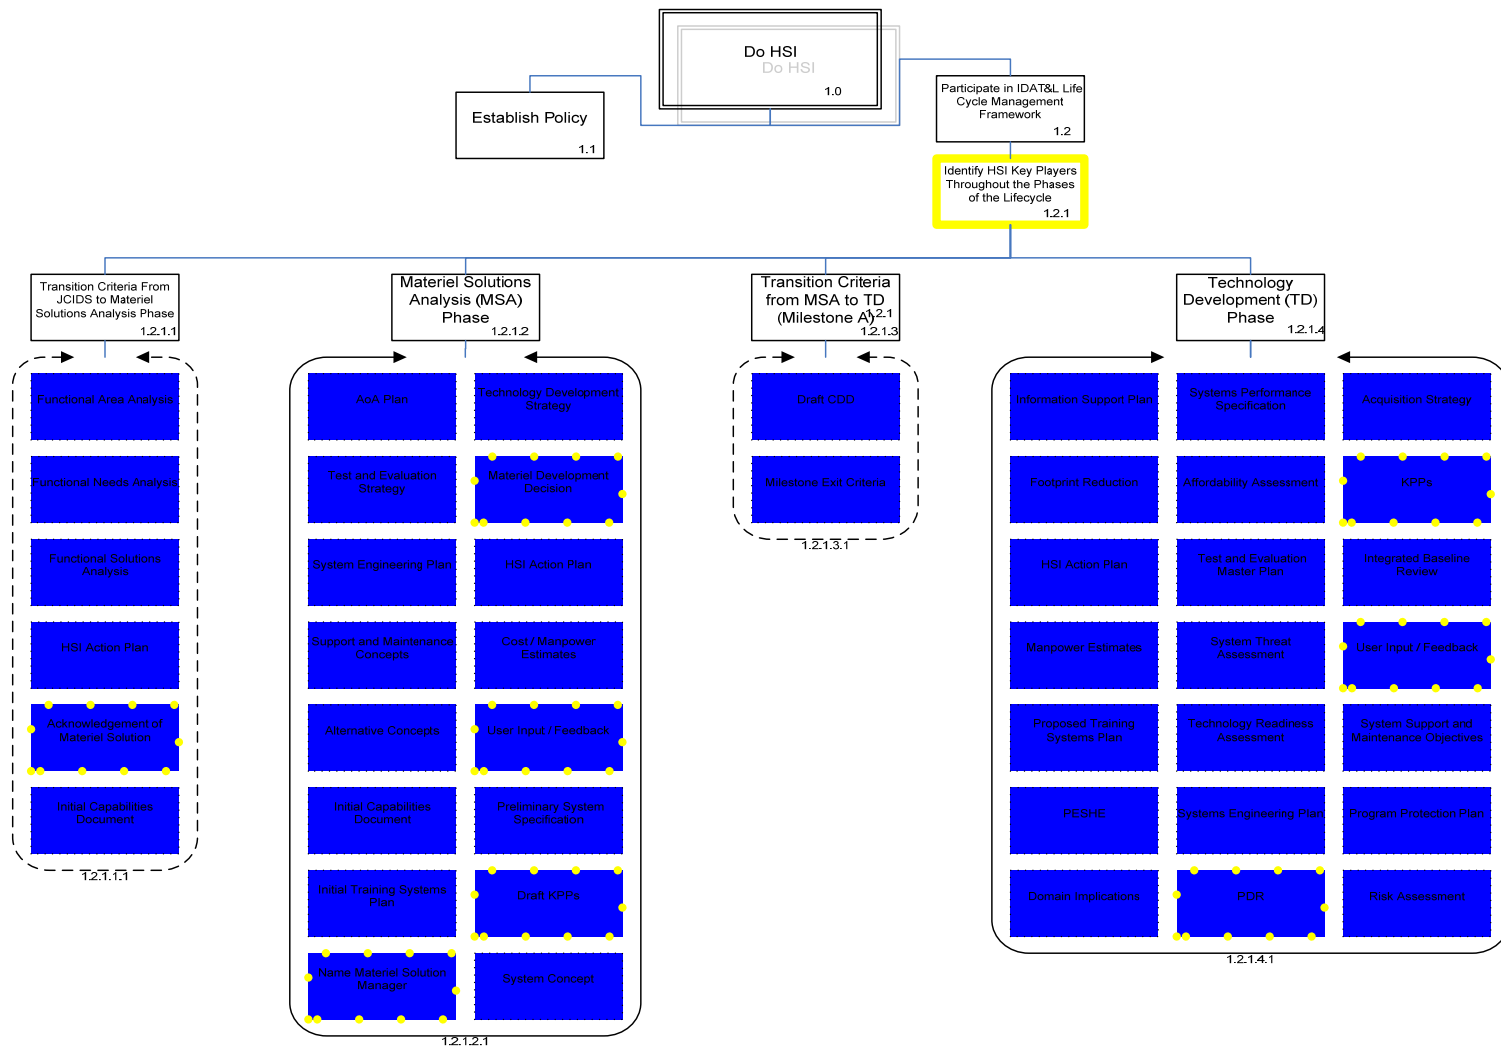 Do HSI
Do HSI
1.0
Establish Policy
1.1
Participate in IDAT&L Life
Cycle Management
Framework
1.2
Identify HSI Key Players
Throughout the Phases
of the Lifecycle
1.2.1
Transition Criteria From
JCIDS to Materiel
Solutions Analysis Phase
1.2.1.1
Functional Area Analysis
Functional Needs Analysis
Functional Solutions
Analysis
HSI Action Plan
Acknowledgement of
Materiel Solution
Initial Capabilities
Document
1.2.1.1.1
Materiel Solutions
Analysis (MSA)
Phase
1.2.1.2
AoA Plan
Technology Development
Strategy
Test and Evaluation
Strategy
Materiel Development
Decision
System Engineering Plan
HSI Action Plan
Support and Maintenance
Concepts
Cost / Manpower
Estimates
Alternative Concepts
User Input / Feedback
Initial Capabilities
Document
Preliminary System
Specification
Initial Training Systems
Plan
Draft KPPs
Name Materiel Solution
Manager
System Concept
1.2.1.2.1
Transition Criteria
from MSA to TD
(Milestone A)
1.2.1
1.2.1.3
Draft CDD
Milestone Exit Criteria
1.2.1.3.1
Technology
Development (TD)
Phase
1.2.1.4
Information Support Plan
Systems Performance
Specification
Acquisition Strategy
Footprint Reduction
Affordability Assessment
KPPs
HSI Action Plan
Test and Evaluation
Master Plan
Integrated Baseline
Review
Manpower Estimates
System Threat
Assessment
User Input / Feedback
Proposed Training
Systems Plan
Technology Readiness
Assessment
System Support and
Maintenance Objectives
PESHE
Systems Engineering Plan
Program Protection Plan
Domain Implications
PDR
Risk Assessment
1.2.1.4.1